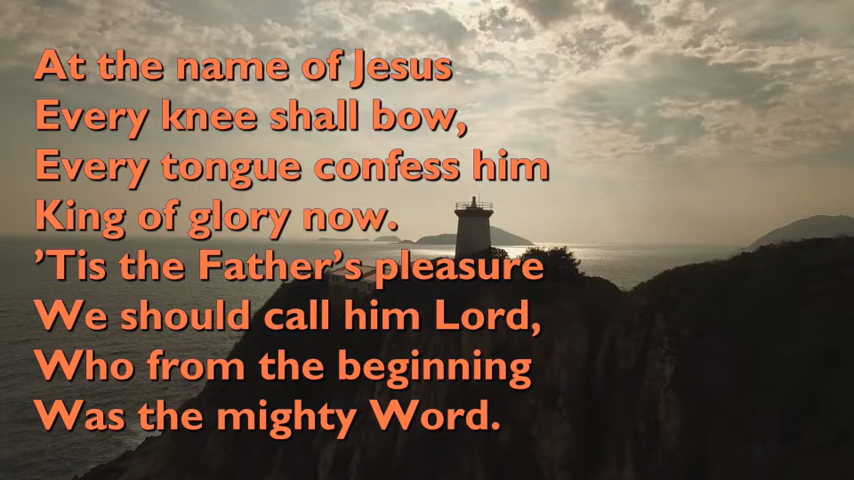 At the name of Jesus
Every knee shall bow,
Every tongue confess him
King of glory now.
’Tis the Father’s pleasure
We should call him Lord,
Who from the beginning
Was the mighty Word.